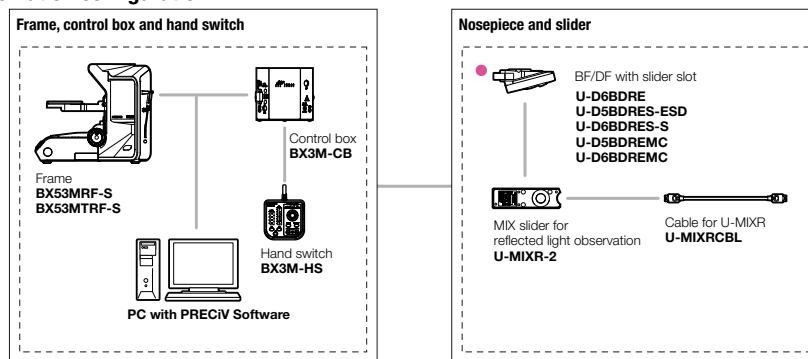 Frame, control box and hand switch
Control box
BX3M-CB
Frame
BX53MRF-S
BX53MTRF-S
Hand switch
BX3M-HS
PC with PRECiV Software
Nosepiece and slider
BF/DF with slider slot
U-D6BDRE
U-D5BDRES-ESD
U-D6BDRES-S
U-D5BDREMC
U-D6BDREMC
MIX slider for
reflected light observation
U-MIXR-2
Cable for U-MIXR
U-MIXRCBL